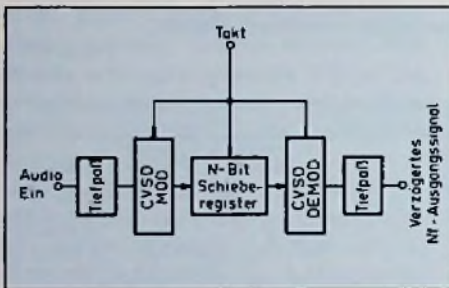 Takt
Audio
Ein
Tiefpaß
CVSD
MOD
N-Bit
Schiebe-
register
CVSD
DEMOD
Tiefpaß
Verzögertes
Nf-Ausgangssignal